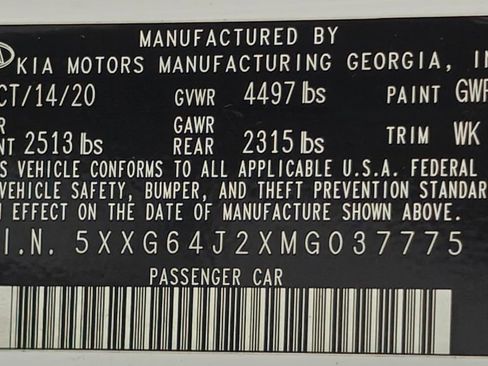 MANUFACTURED BY
KIA MOTORS MANUFACTURING GEORGIA, IN
CT/14/20 GVWR 4497 lbs PAINT GWP
R GAWR
NT 2513 lbs REAR 2315 lbs TRIM WK
S VEHICLE CONFORMS TO ALL APPLICABLE U.S.A. FEDERAL
VEHICLE SAFETY, BUMPER, AND THEFT PREVENTION STANDAR
N EFFECT ON THE DATE OF MANUFACTURE SHOWN ABOVE.
I.N. 5XXG64J2XMG037775
PASSENGER CAR